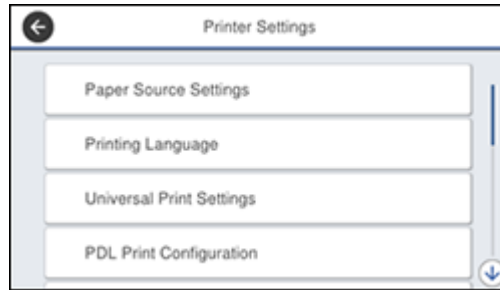 Printer Settings
Paper Source Settings
Printing Language
Universal Print Settings
PDL Print Configuration